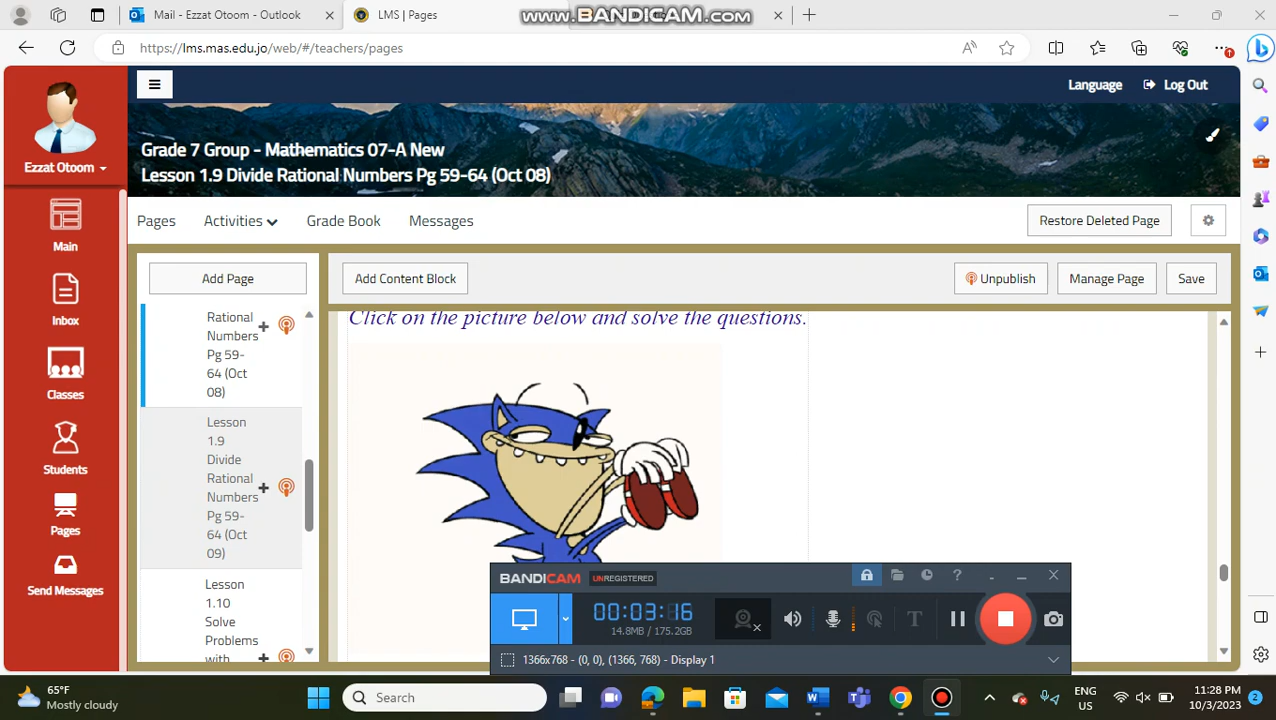 www.BANDICAM.com
Mail - Ezzat Otoom - Outlook
LMS | Pages
https://lms.mas.edu.jo/web/#/teachers/pages
Language
Log Out
Ezzat Otoom
Grade 7 Group - Mathematics 07-A New
Lesson 1.9 Divide Rational Numbers Pg 59-64 (Oct 08)
Pages
Activities
Grade Book
Messages
Restore Deleted Page
Main
Inbox
Classes
Students
Pages
Send Messages
Add Page
Add Content Block
Unpublish
Manage Page
Save
Rational
Numbers
Pg 59-
64 (Oct
08)
Lesson
1.9
Divide
Rational
Numbers
Pg 59-
64 (Oct
09)
Lesson
1.10
Solve
Problems
with
Click on the picture below and solve the questions.
BANDICAM UNREGISTERED
00:03:16
14.8MB / 175.2GB
1366x768 - (0, 0), (1366, 768) - Display 1
65°F
Mostly cloudy
Search
ENG
US
11:28 PM
10/3/2023
2